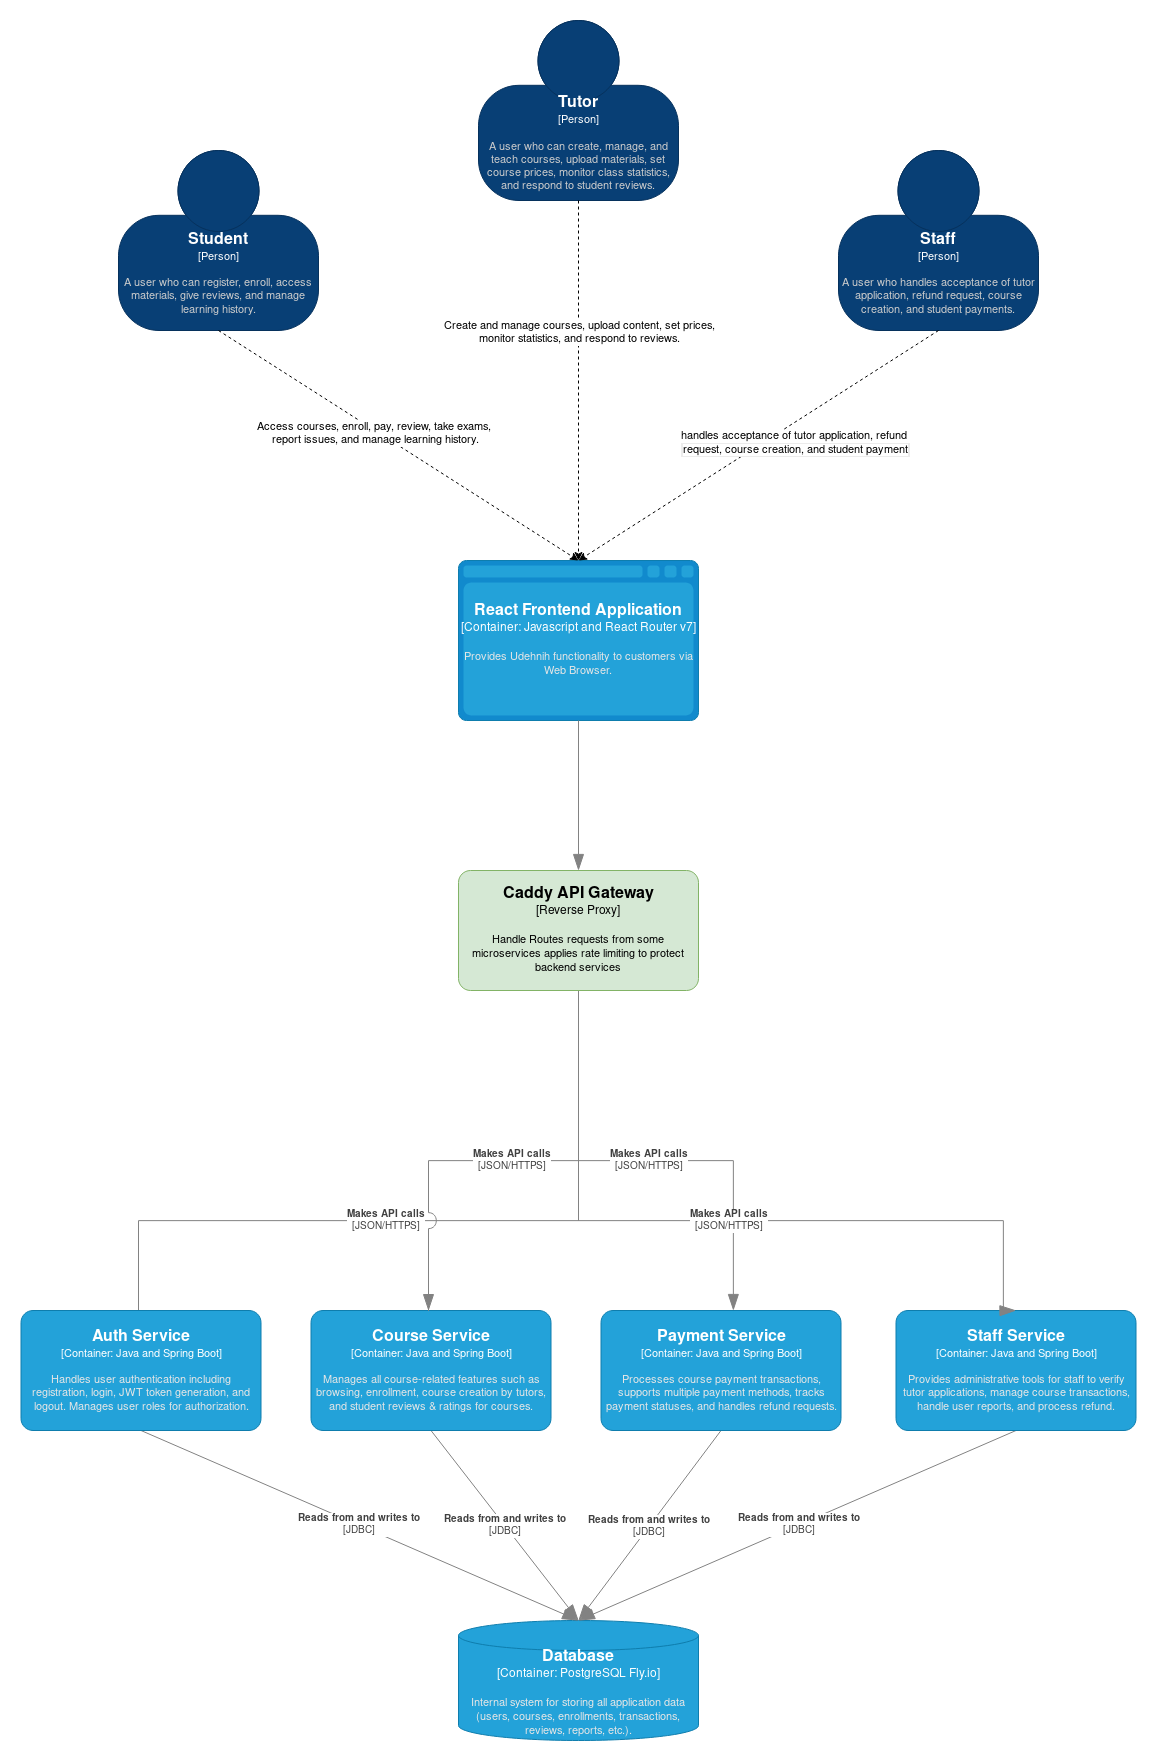 Tutor
[Person]
A user who can create, manage, and
teach courses, upload materials, set
course prices, monitor class statistics,
and respond to student reviews.
Student
[Person]
A user who can register, enroll, access
materials, give reviews, and manage
learning history.
Staff
[Person]
A user who handles acceptance of tutor
application, refund request, course
creation, and student payments.
Create and manage courses, upload content, set prices,
monitor statistics, and respond to reviews.
Access courses, enroll, pay, review, take exams,
report issues, and manage learning history.
handles acceptance of tutor application, refund
request, course creation, and student payment
React Frontend Application
[Container: Javascript and React Router v7]
Provides Udehnih functionality to customers via
Web Browser.
Caddy API Gateway
[Reverse Proxy]
Handle Routes requests from some
microservices applies rate limiting to protect
backend services
Makes API calls
[JSON/HTTPS]
Makes API calls
[JSON/HTTPS]
Makes API calls
[JSON/HTTPS]
Makes API calls
[JSON/HTTPS]
Auth Service
[Container: Java and Spring Boot]
Handles user authentication including
registration, login, JWT token generation, and
logout. Manages user roles for authorization.
Course Service
[Container: Java and Spring Boot]
Manages all course-related features such as
browsing, enrollment, course creation by tutors,
and student reviews & ratings for courses.
Payment Service
[Container: Java and Spring Boot]
Processes course payment transactions,
supports multiple payment methods, tracks
payment statuses, and handles refund requests.
Staff Service
[Container: Java and Spring Boot]
Provides administrative tools for staff to verify
tutor applications, manage course transactions,
handle user reports, and process refund.
Reads from and writes to
[JDBC]
Reads from and writes to
[JDBC]
Reads from and writes to
[JDBC]
Reads from and writes to
[JDBC]
Database
[Container: PostgreSQL Fly.io]
Internal system for storing all application data
(users, courses, enrollments, transactions,
reviews, reports, etc.).